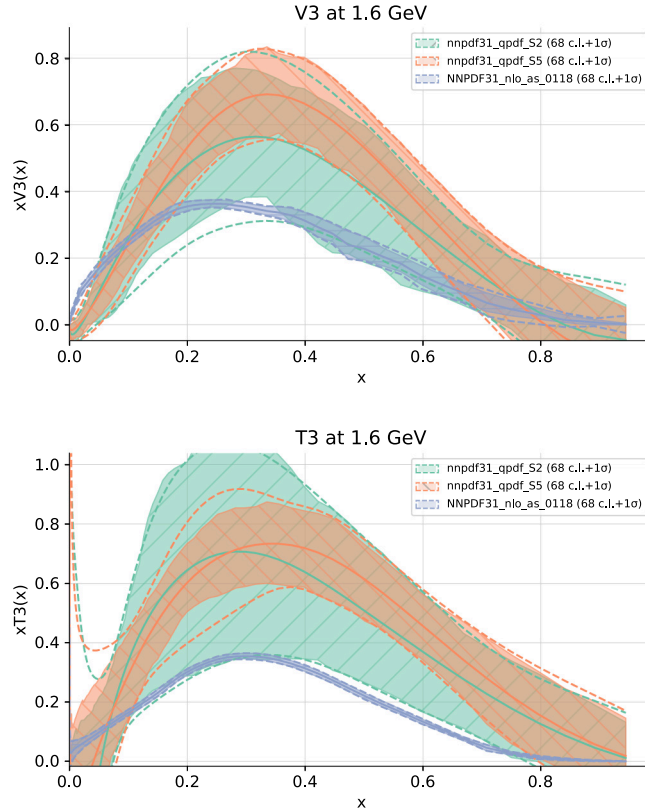 V3 at 1.6 GeV
nnpdf31_qpdf_S2 (68 c.l.+1σ)
nnpdf31_qpdf_S5 (68 c.l.+1σ)
NNPDF31_nlo_as_0118 (68 c.l.+1σ)
0.8
0.6
0.4
0.2
0.0
xV3(x)
0.0 0.2 0.4 0.6 0.8
x
T3 at 1.6 GeV
nnpdf31_qpdf_S2 (68 c.l.+1σ)
nnpdf31_qpdf_S5 (68 c.l.+1σ)
NNPDF31_nlo_as_0118 (68 c.l.+1σ)
1.0
0.8
0.6
0.4
0.2
0.0
xT3(x)
0.0 0.2 0.4 0.6 0.8
x